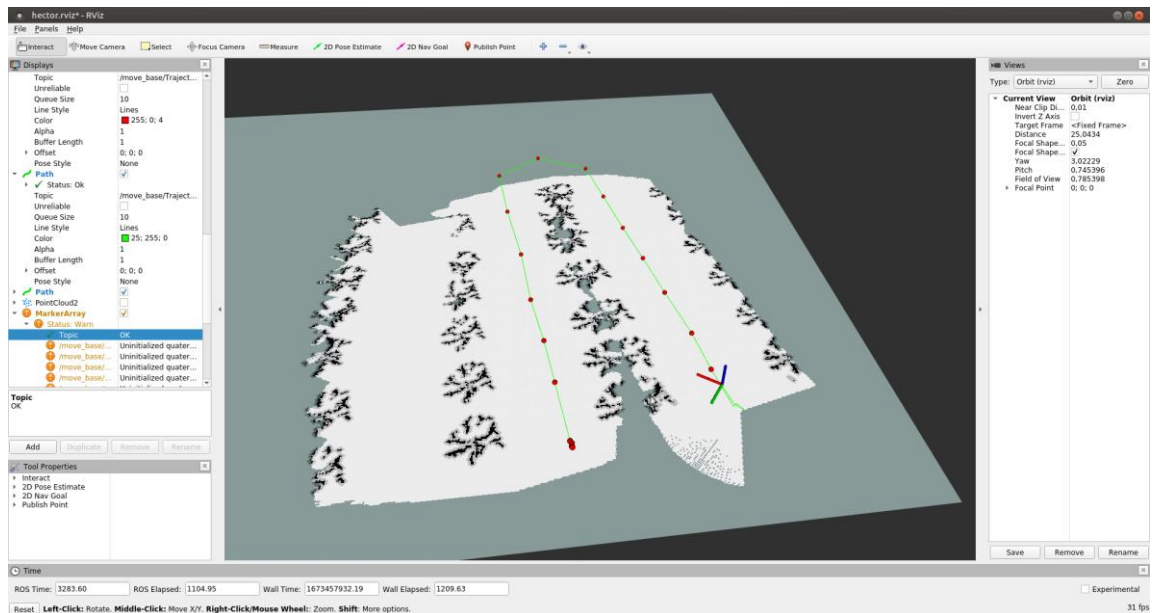 hector.rviz* - RViz
File Panels Help
Interact Move Camera Select Focus Camera Measure 2D Pose Estimate 2D Nav Goal Publish Point
Displays
Topic /move_base/Traject...
Unreliable
Queue Size 10
Line Style Lines
Color 255; 0; 4
Alpha 1
Buffer Length 1
Offset 0; 0; 0
Pose Style None
Path
Status: Ok
Topic /move_base/Traject...
Unreliable
Queue Size 10
Line Style Lines
Color 25; 255; 0
Alpha 1
Buffer Length 1
Offset 0; 0; 0
Pose Style None
Path
PointCloud2
MarkerArray
Status: Warn
Topic OK
/move_base/... Uninitialized quater...
/move_base/... Uninitialized quater...
/move_base/... Uninitialized quater...
/move_base/... Uninitialized quater...
Topic
OK
Add Duplicate Remove Rename
Tool Properties
Interact
2D Pose Estimate
2D Nav Goal
Publish Point
Views
Type: Orbit (rviz) Zero
Current View Orbit (rviz)
Near Clip Di... 0,01
Invert Z Axis
Target Frame <Fixed Frame>
Distance 25,0434
Focal Shape... 0,05
Focal Shape...
Yaw 3,02229
Pitch 0,745396
Field of View 0,785398
Focal Point 0; 0; 0
Save Remove Rename
Time
ROS Time: 3283.60 ROS Elapsed: 1104.95 Wall Time: 1673457932.19 Wall Elapsed: 1209.63 Experimental
Reset Left-Click: Rotate. Middle-Click: Move X/Y. Right-Click/Mouse Wheel:: Zoom. Shift: More options. 31 fps